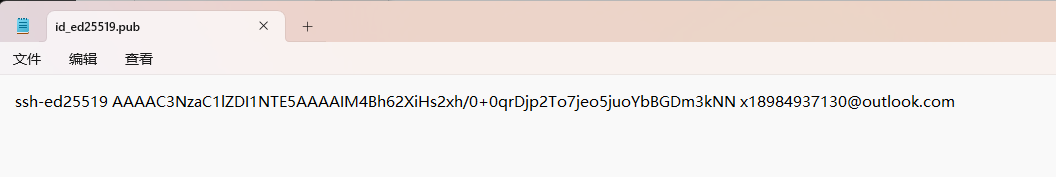 id_ed25519.pub
文件 编辑 查看
ssh-ed25519 AAAAC3NzaC1lZDI1NTE5AAAAIM4Bh62XiHs2xh/0+0qrDjp2To7jeo5juoYbBGDm3kNN x18984937130@outlook.com